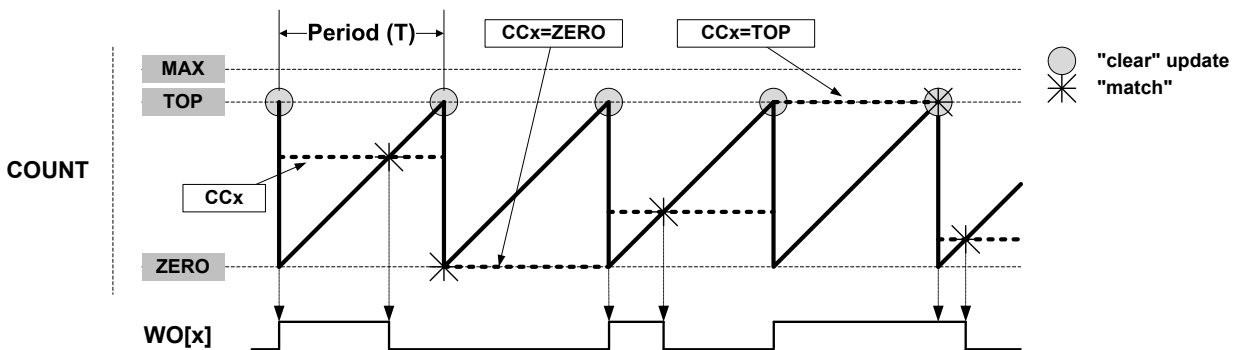 Period (T)
CCx=ZERO
CCx=TOP
"clear" update
"match"
MAX
TOP
COUNT
CCx
ZERO
WO[x]